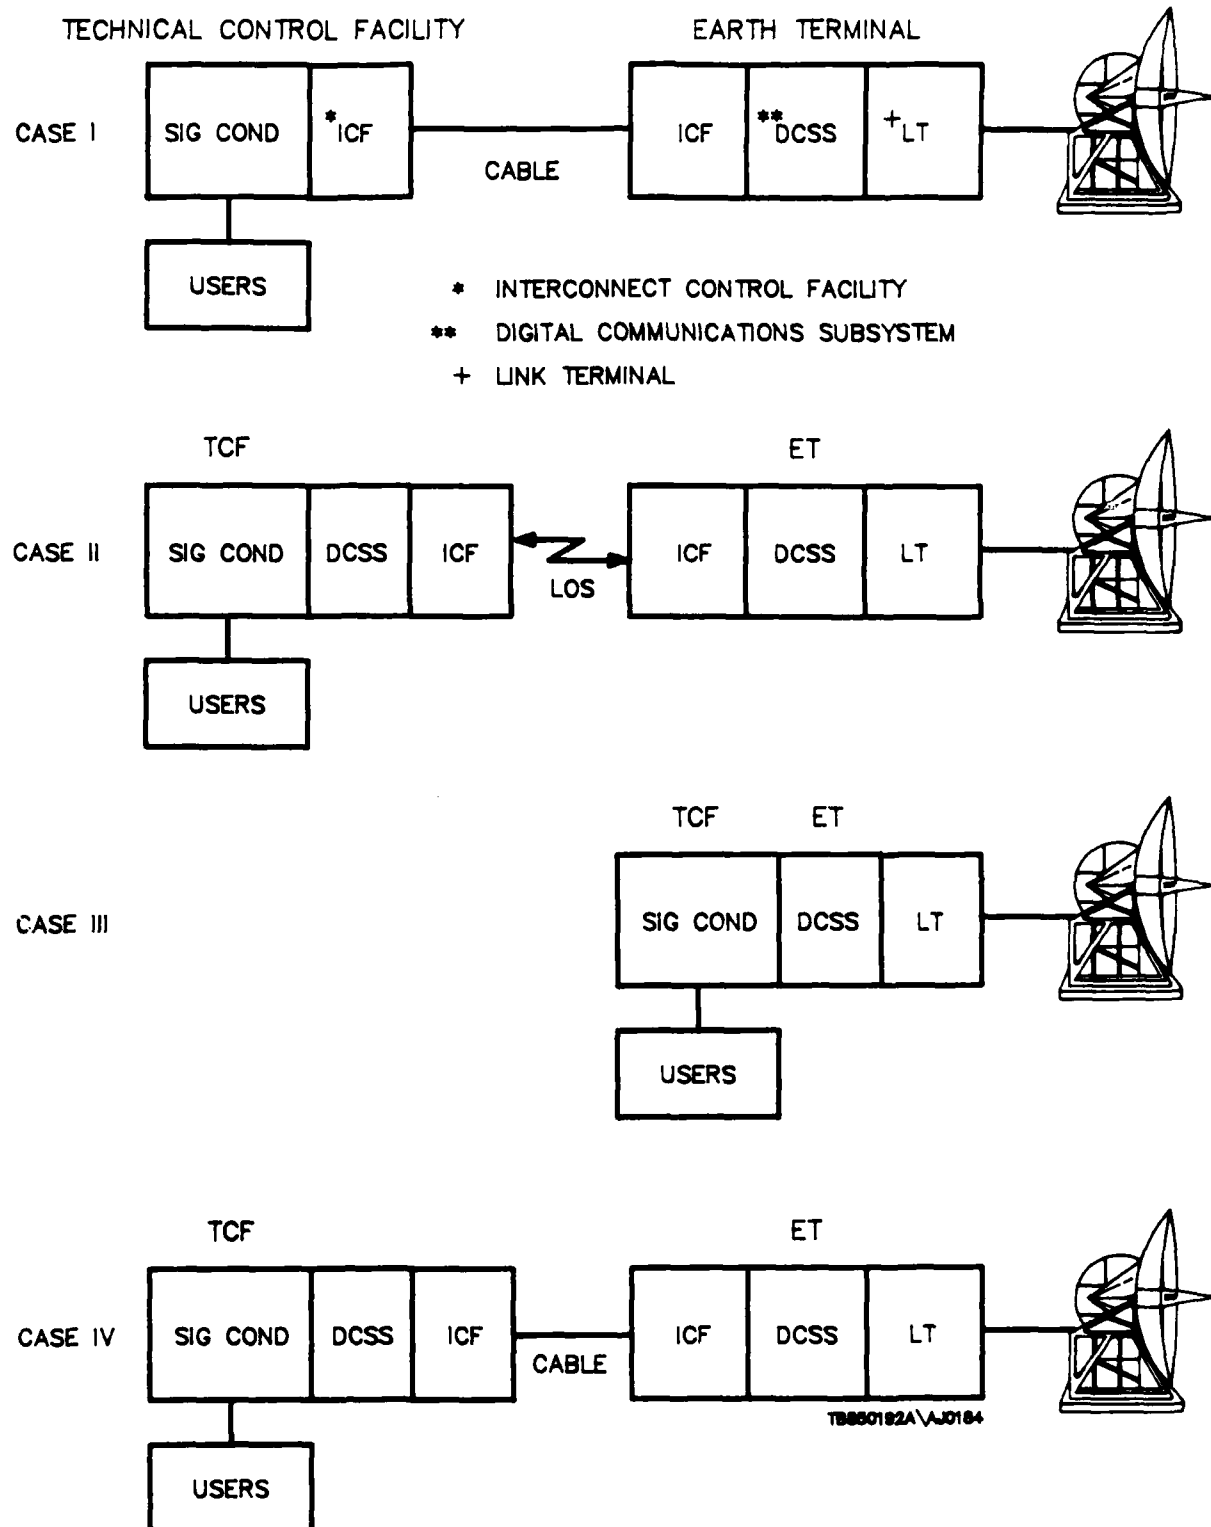 TECHNICAL CONTROL FACILITY
EARTH TERMINAL
CASE I
SIG COND
*ICF
CABLE
ICF
**DCSS
+LT
USERS
* INTERCONNECT CONTROL FACILITY
** DIGITAL COMMUNICATIONS SUBSYSTEM
+ LINK TERMINAL
TCF
ET
CASE II
SIG COND
DCSS
ICF
LOS
ICF
DCSS
LT
USERS
TCF
ET
CASE III
SIG COND
DCSS
LT
USERS
TCF
ET
CASE IV
SIG COND
DCSS
ICF
CABLE
ICF
DCSS
LT
USERS